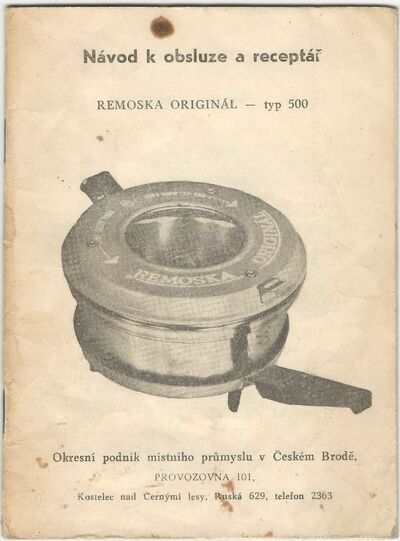 Návod k obsluze a receptář
REMOSKA ORIGINÁL — typ 500
REMOSKA
ORIGINAL
Okresní podnik místního průmyslu v Českém Brodě,
PROVOZOVNA 101,
Kostelec nad Černými lesy, Ruská 629, telefon 2363